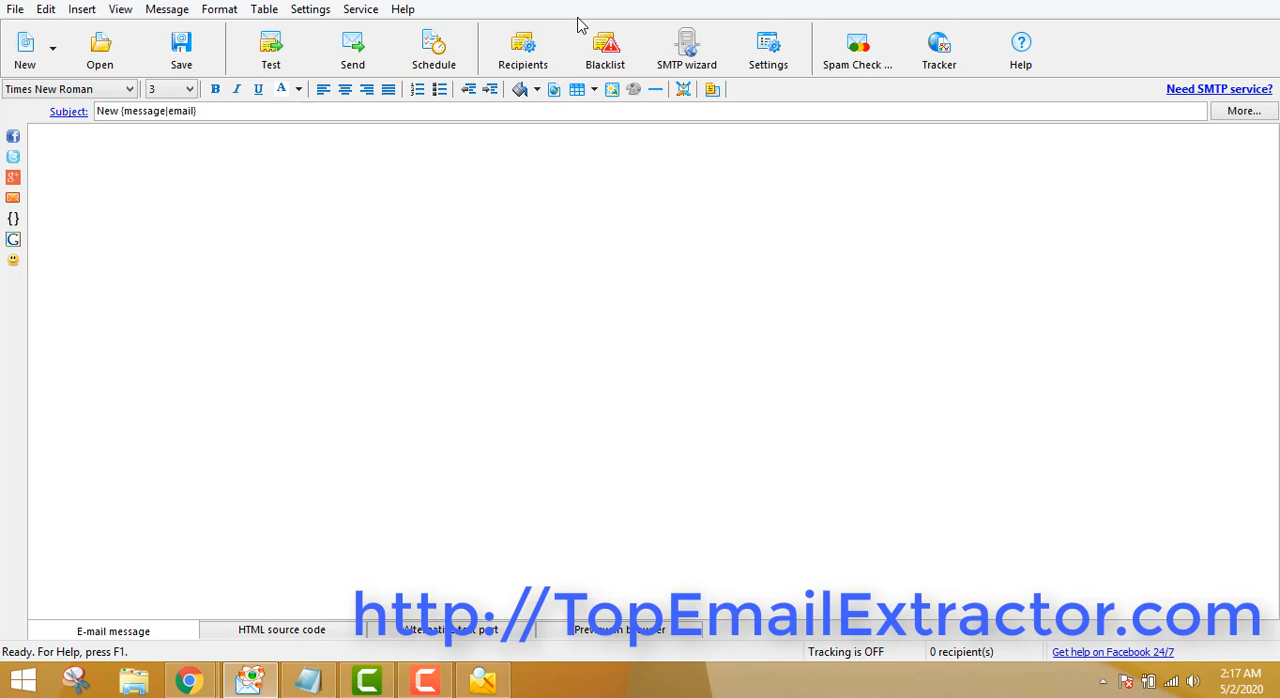 File Edit Insert View Message Format Table Settings Service Help
New Open Save Test Send Schedule Recipients Blacklist SMTP wizard Settings Spam Check ... Tracker Help
Times New Roman 3 B I U A Need SMTP service?
Subject: New {message|email} More...
http://TopEmailExtractor.com
E-mail message HTML source code
Ready. For Help, press F1. Tracking is OFF 0 recipient(s) Get help on Facebook 24/7
2:17 AM
5/2/2020